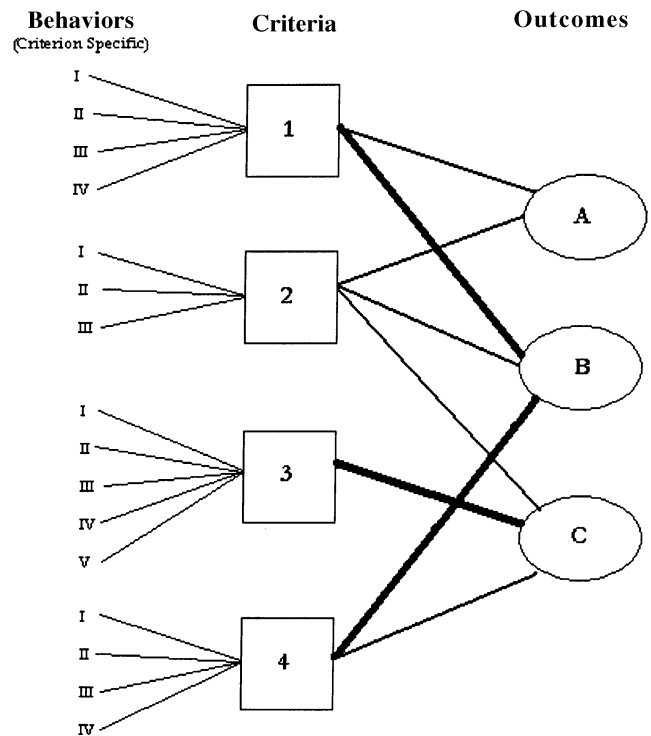 Behaviors
(Criterion Specific)
Criteria
Outcomes
I
II
III
IV
1
I
II
III
2
I
II
III
IV
V
3
I
II
III
IV
4
A
B
C